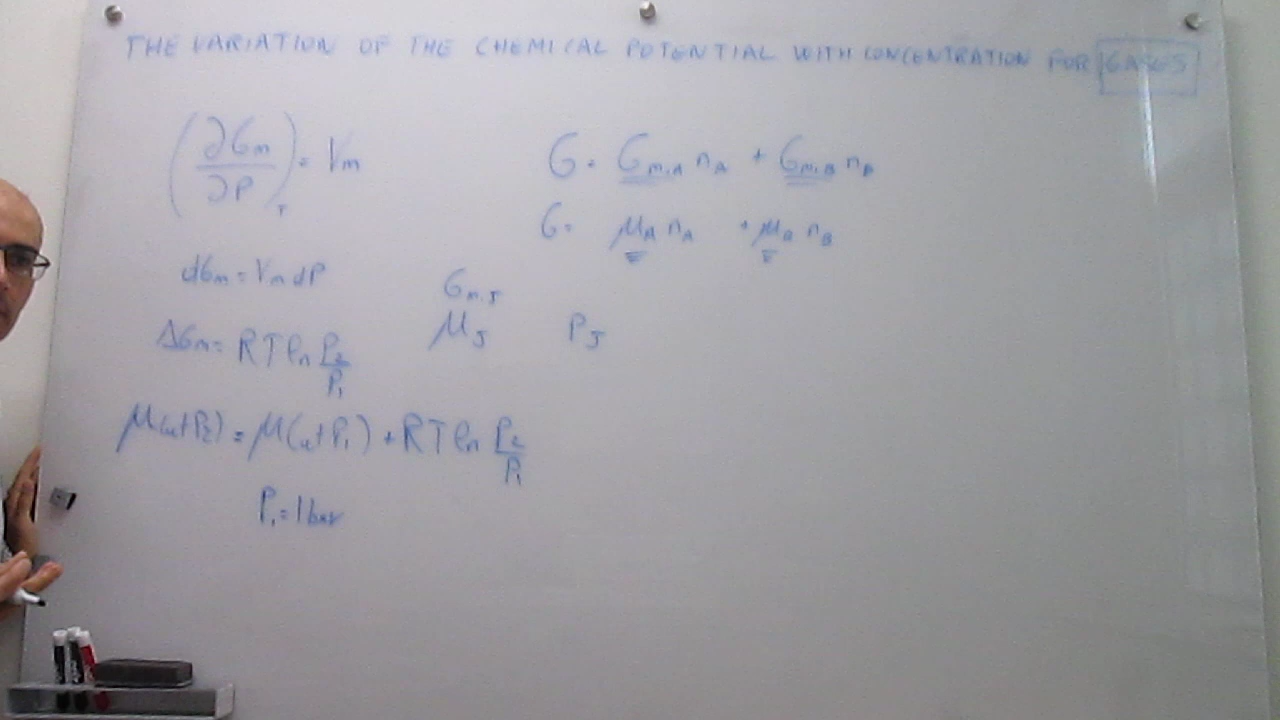 THE VARIATION OF THE CHEMICAL POTENTIAL WITH CONCENTRATION FOR GASES
(∂Gm/∂P)T = Vm
G = Gm,A nA + Gm,B nB
G = μA nA + μB nB
dGm = Vm dP
Gm,J
μJ PJ
ΔGm = RT ln P2/P1
μ(at P2) = μ(at P1) + RT ln P2/P1
P1 = 1 bar